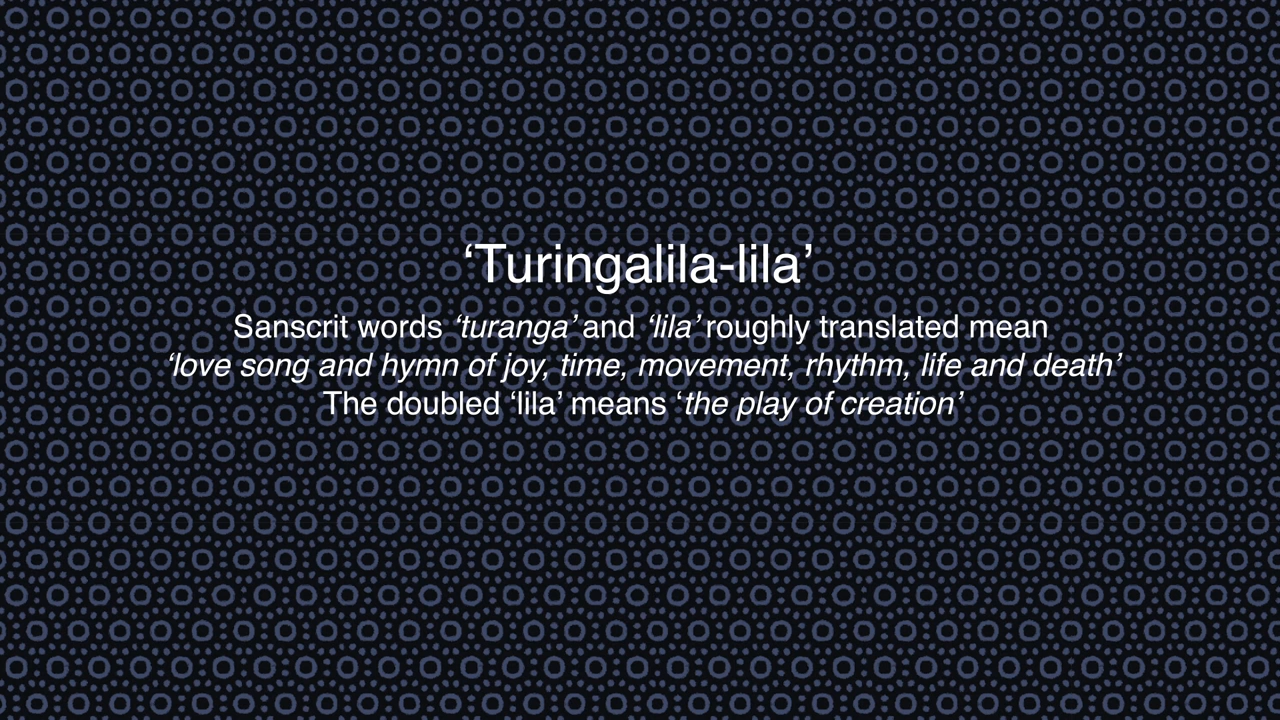 ‘Turingalila-lila’
Sanscrit words ‘turanga’ and ‘lila’ roughly translated mean
‘love song and hymn of joy, time, movement, rhythm, life and death’
The doubled ‘lila’ means ‘the play of creation’